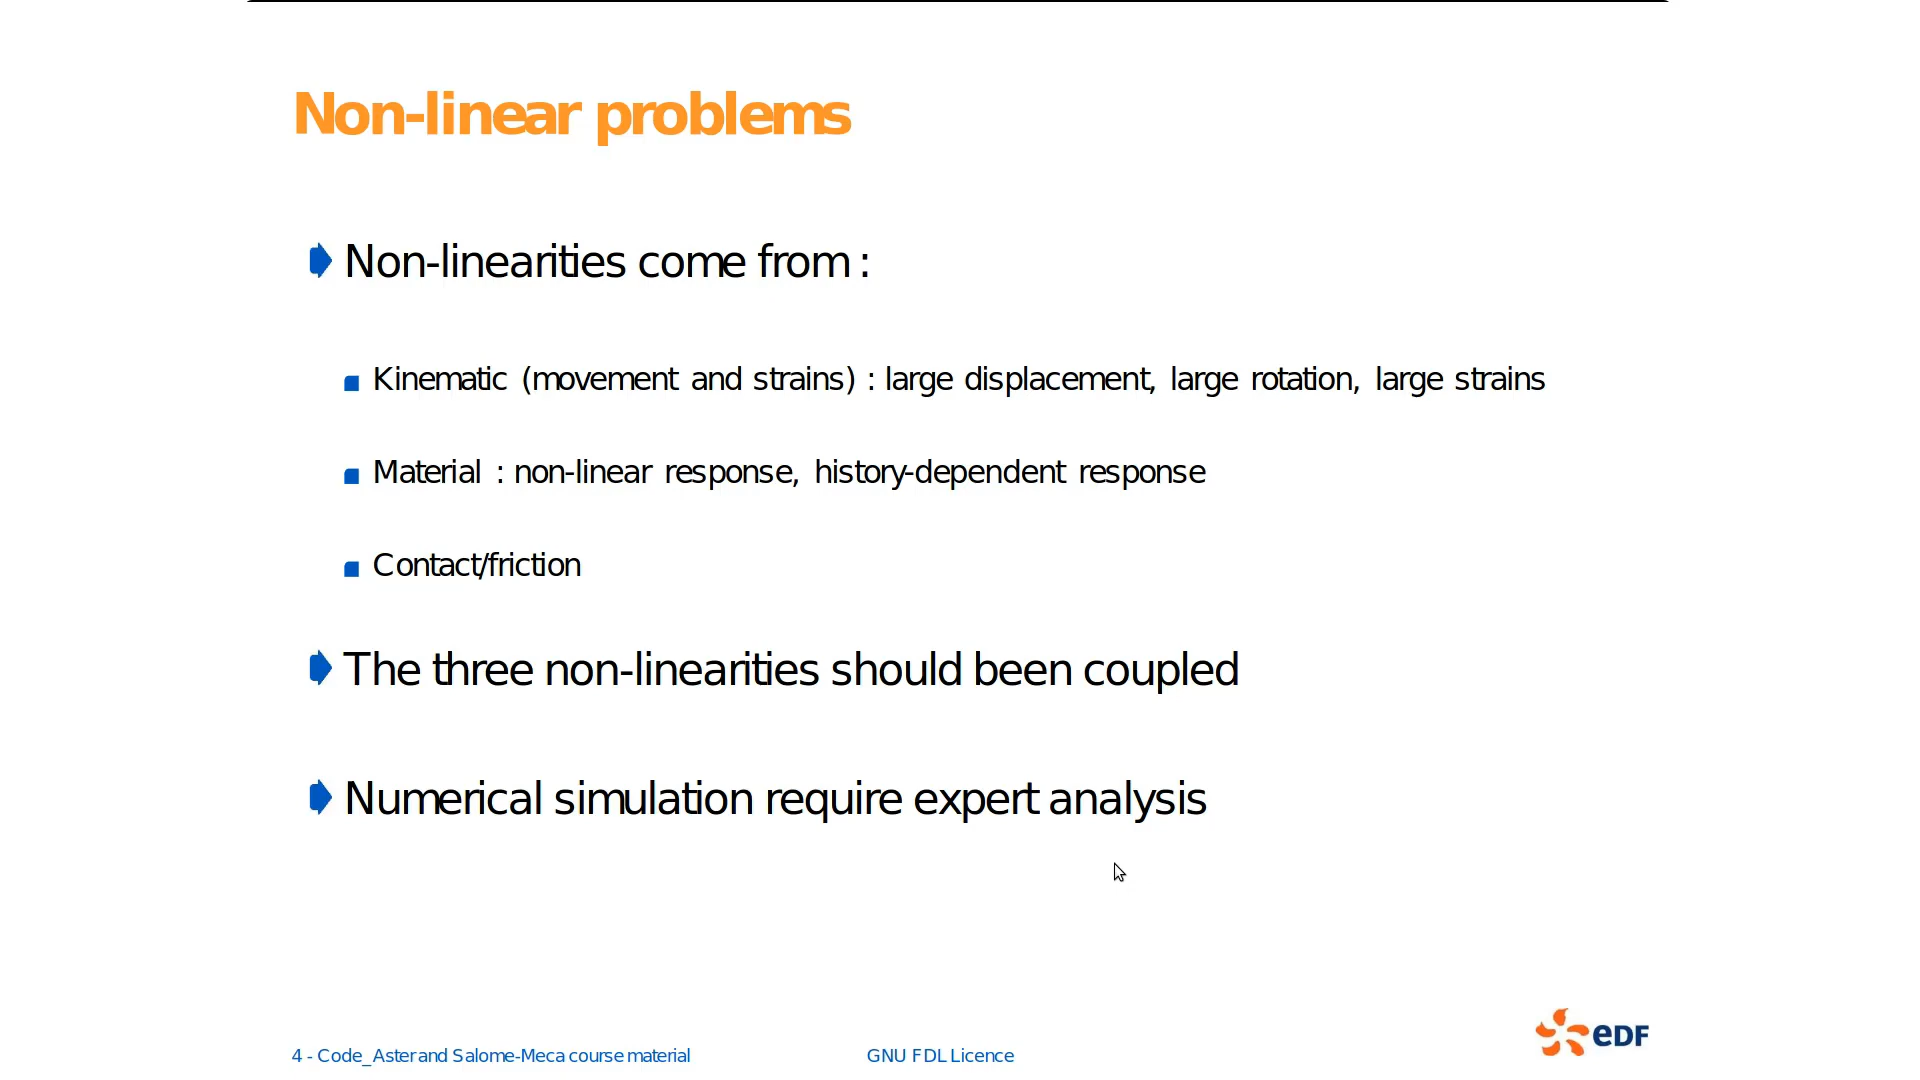 Non-linear problems
Non-linearities come from :
Kinematic (movement and strains) : large displacement, large rotation, large strains
Material : non-linear response, history-dependent response
Contact/friction
The three non-linearities should been coupled
Numerical simulation require expert analysis
4 - Code_Aster and Salome-Meca course material
GNU FDL Licence
eDF